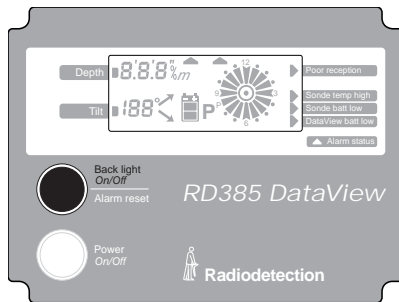 Depth 8.8.8" %/m 12 Poor reception
9 3 Sonde temp high
Tilt 188° P P 6 Sonde batt low
DataView batt low
Alarm status
Back light
On/Off
Alarm reset
RD385 DataView
Power
On/Off
Radiodetection